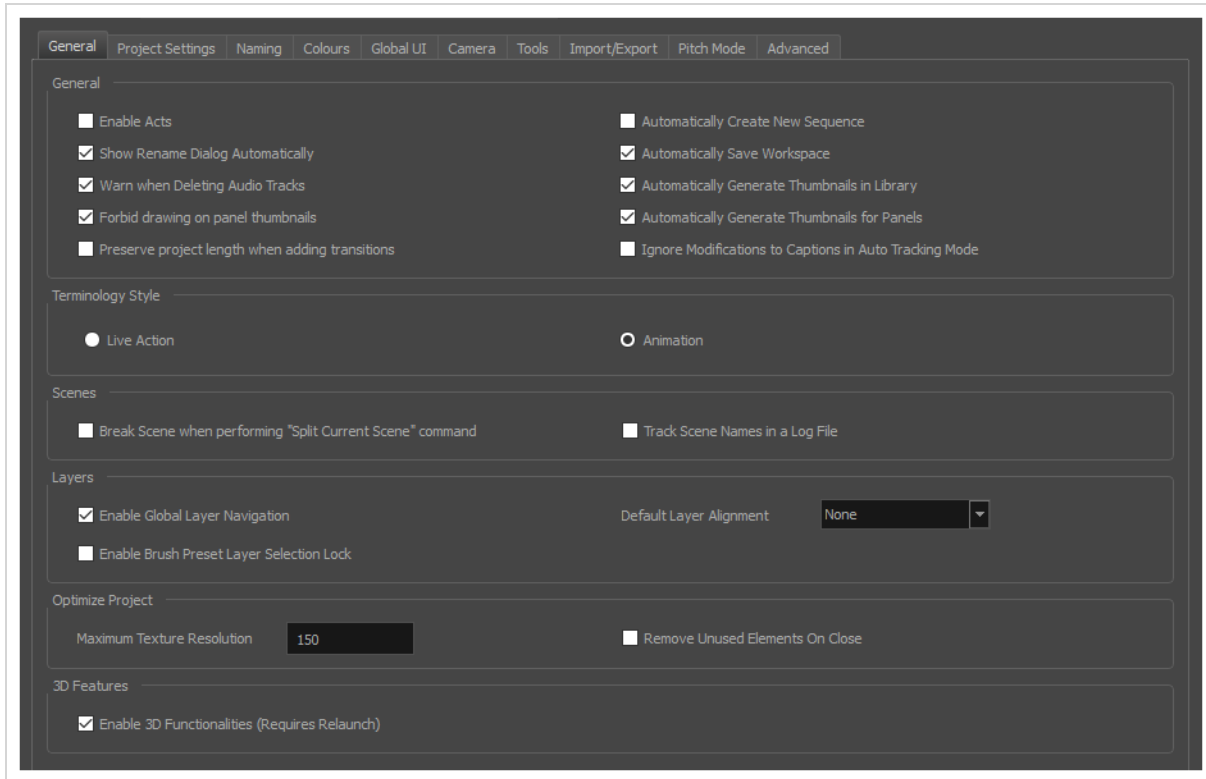 General Project Settings Naming Colours Global UI Camera Tools Import/Export Pitch Mode Advanced
General
Enable Acts Automatically Create New Sequence
Show Rename Dialog Automatically Automatically Save Workspace
Warn when Deleting Audio Tracks Automatically Generate Thumbnails in Library
Forbid drawing on panel thumbnails Automatically Generate Thumbnails for Panels
Preserve project length when adding transitions Ignore Modifications to Captions in Auto Tracking Mode
Terminology Style
Live Action Animation
Scenes
Break Scene when performing "Split Current Scene" command Track Scene Names in a Log File
Layers
Enable Global Layer Navigation Default Layer Alignment None
Enable Brush Preset Layer Selection Lock
Optimize Project
Maximum Texture Resolution 150 Remove Unused Elements On Close
3D Features
Enable 3D Functionalities (Requires Relaunch)